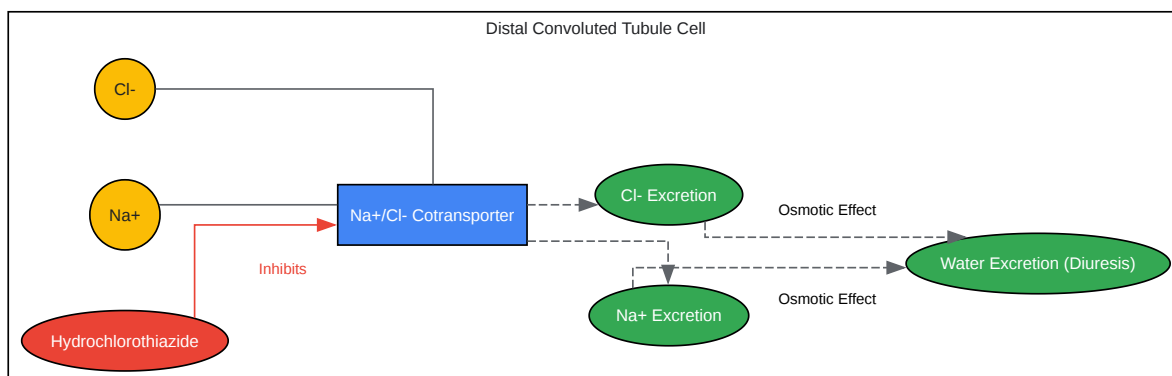 Distal Convoluted Tubule Cell
Cl-
Na+
Na+/Cl- Cotransporter
Inhibits
Hydrochlorothiazide
Cl- Excretion
Na+ Excretion
Osmotic Effect
Osmotic Effect
Water Excretion (Diuresis)